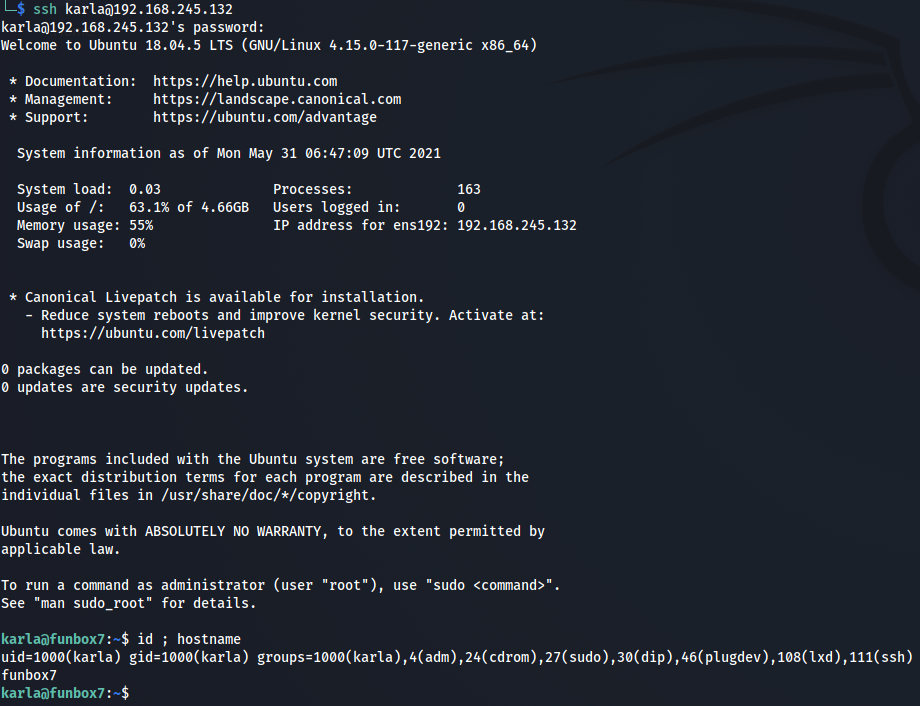 └─$ ssh karla@192.168.245.132
karla@192.168.245.132's password:
Welcome to Ubuntu 18.04.5 LTS (GNU/Linux 4.15.0-117-generic x86_64)
* Documentation:  https://help.ubuntu.com
* Management:     https://landscape.canonical.com
* Support:        https://ubuntu.com/advantage
System information as of Mon May 31 06:47:09 UTC 2021
System load:  0.03               Processes:             163
Usage of /:   63.1% of 4.66GB   Users logged in:       0
Memory usage: 55%               IP address for ens192: 192.168.245.132
Swap usage:   0%
* Canonical Livepatch is available for installation.
- Reduce system reboots and improve kernel security. Activate at:
https://ubuntu.com/livepatch
0 packages can be updated.
0 updates are security updates.
The programs included with the Ubuntu system are free software;
the exact distribution terms for each program are described in the
individual files in /usr/share/doc/*/copyright.
Ubuntu comes with ABSOLUTELY NO WARRANTY, to the extent permitted by
applicable law.
To run a command as administrator (user "root"), use "sudo <command>".
See "man sudo_root" for details.
karla@funbox7:~$ id ; hostname
uid=1000(karla) gid=1000(karla) groups=1000(karla),4(adm),24(cdrom),27(sudo),30(dip),46(plugdev),108(lxd),111(ssh)
funbox7
karla@funbox7:~$